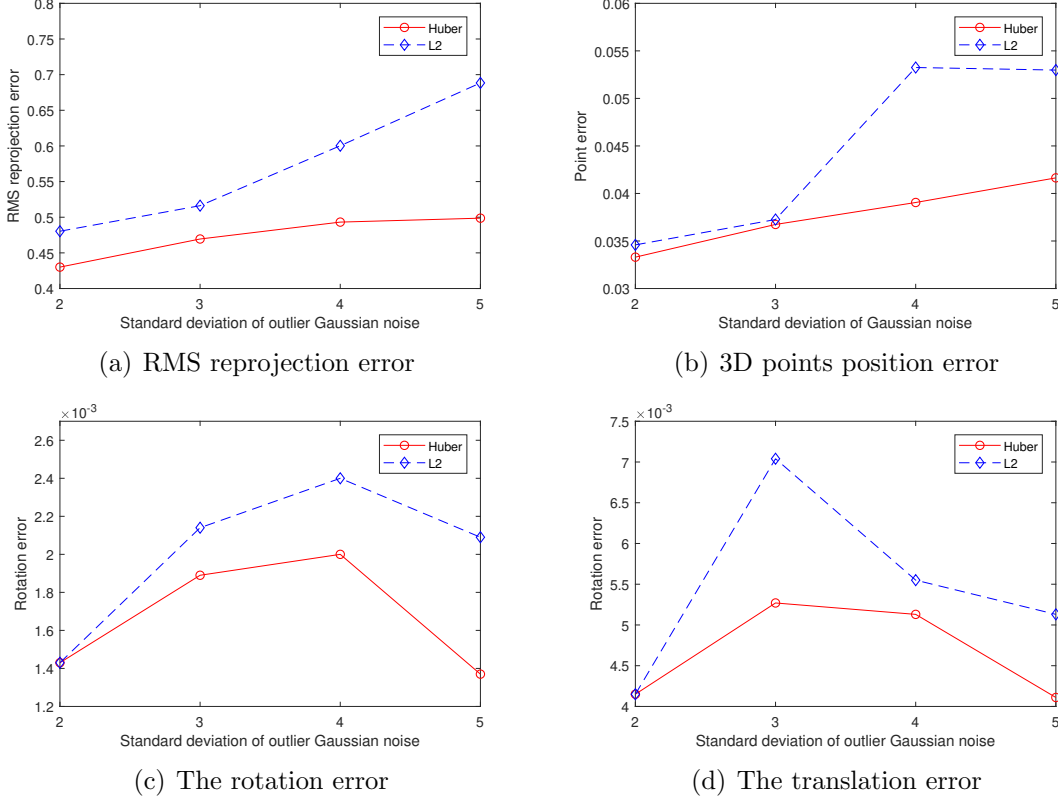 0.8
0.75
0.7
0.65
0.6
0.55
0.5
0.45
0.4
RMS reprojection error
Huber
L2
2 3 4 5
Standard deviation of outlier Gaussian noise
(a) RMS reprojection error
0.06
0.055
0.05
0.045
0.04
0.035
0.03
Point error
Huber
L2
2 3 4 5
Standard deviation of Gaussian noise
(b) 3D points position error
×10⁻³
2.6
2.4
2.2
2
1.8
1.6
1.4
1.2
Rotation error
Huber
L2
2 3 4 5
Standard deviation of outlier Gaussian noise
(c) The rotation error
×10⁻³
7.5
7
6.5
6
5.5
5
4.5
4
Rotation error
Huber
L2
2 3 4 5
Standard deviation of outlier Gaussian noise
(d) The translation error